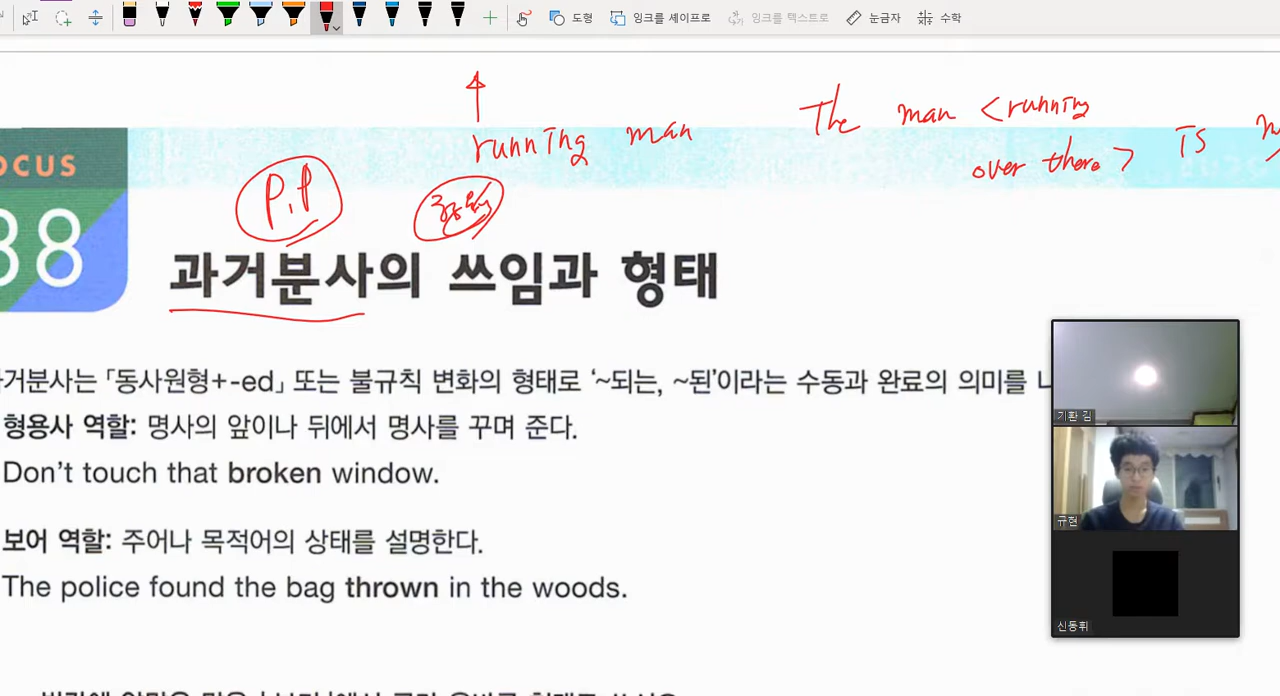 도형
잉크를 셰이프로
잉크를 텍스트로
눈금자
수학
running man
The man <running
over there> is
OCUS
38
P.P
과거분사의 쓰임과 형태
과거분사는 「동사원형+-ed」 또는 불규칙 변화의 형태로 ‘~되는, ~된’이라는 수동과 완료의 의미를
형용사 역할: 명사의 앞이나 뒤에서 명사를 꾸며 준다.
Don’t touch that broken window.
보어 역할: 주어나 목적어의 상태를 설명한다.
The police found the bag thrown in the woods.
기환 김
규현
신동휘